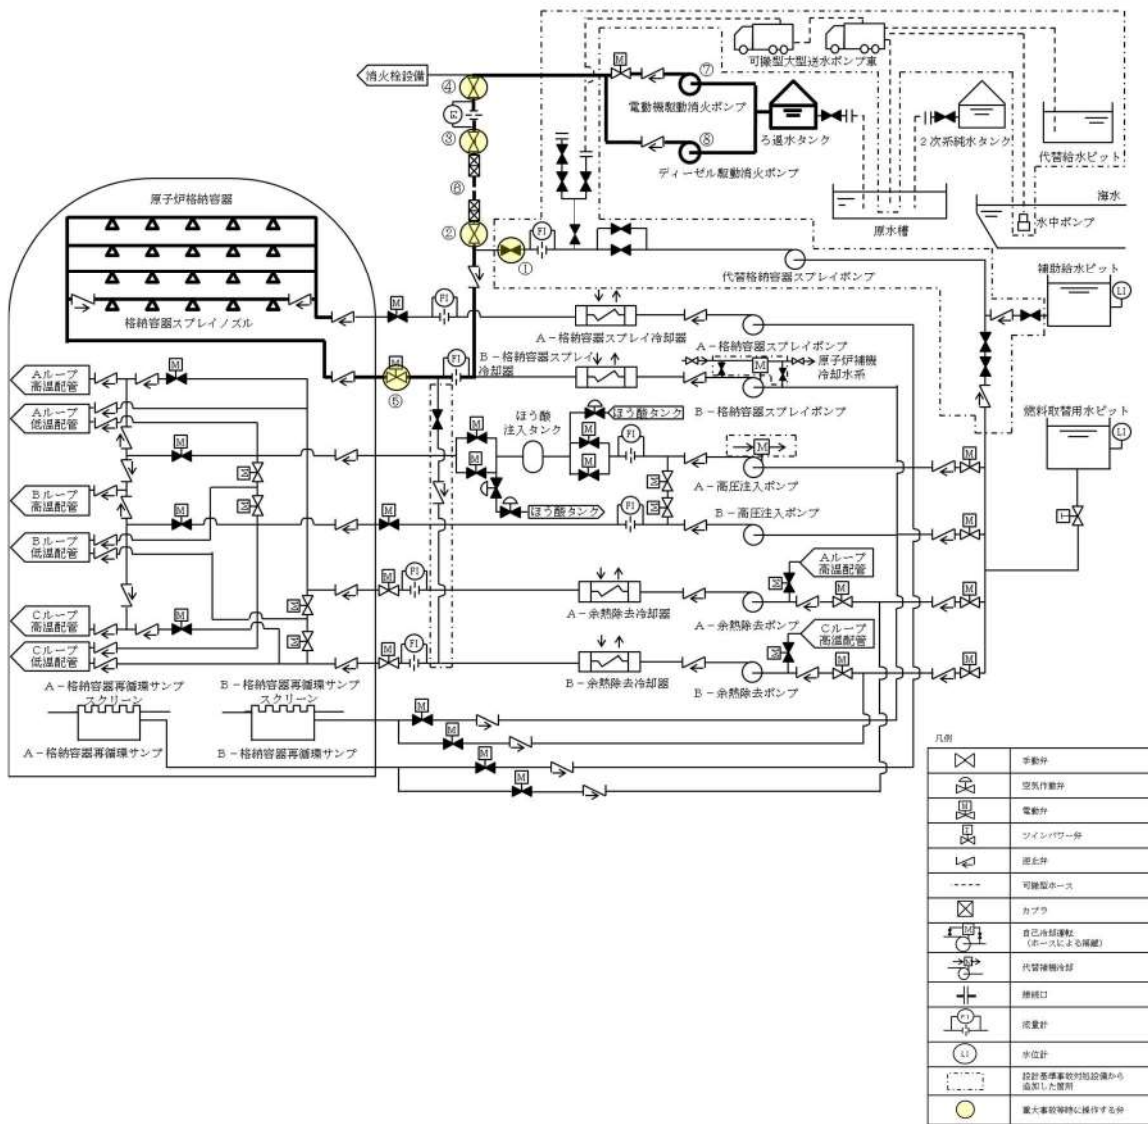 可搬型大型送水ポンプ車
消火栓設備
④
M
⑦
電動機駆動消火ポンプ
ろ過水タンク
2次系純水タンク
代替給水ピット
FI
③
⑧
ディーゼル駆動消火ポンプ
⑥
海水
原水槽
水中ポンプ
②
FI
①
代替格納容器スプレイポンプ
補助給水ピット
LI
原子炉格納容器
格納容器スプレイノズル
M
FI
A-格納容器スプレイ冷却器
A-格納容器スプレイポンプ
B-格納容器スプレイ
冷却器
M
FI
M
原子炉補機
冷却水系
⑤
B-格納容器スプレイポンプ
燃料取替用水ピット
LI
Aループ
高温配管
M
Aループ
低温配管
ほう酸
注入タンク
ほう酸タンク
M
M
FI
M
M
M
M
A-高圧注入ポンプ
M
Bループ
高温配管
M
M
M
ほう酸タンク
FI
M
B-高圧注入ポンプ
M
T
Bループ
低温配管
M
M
Aループ
高温配管
M
FI
M
M
M
A-余熱除去冷却器
A-余熱除去ポンプ
Cループ
高温配管
M
M
Cループ
高温配管
Cループ
低温配管
M
FI
M
M
M
B-余熱除去冷却器
B-余熱除去ポンプ
A-格納容器再循環サンプ
スクリーン
B-格納容器再循環サンプ
スクリーン
A-格納容器再循環サンプ
B-格納容器再循環サンプ
M
M
M
M
凡例
手動弁
空気作動弁
M
電動弁
T
ツインパワー弁
逆止弁
可搬型ホース
カプラ
M
自己冷却運転
(ホースによる接続)
M
代替補機冷却
接続口
FI
流量計
LI
水位計
設計基準事故対処設備から
追加した箇所
重大事故等時に操作する弁